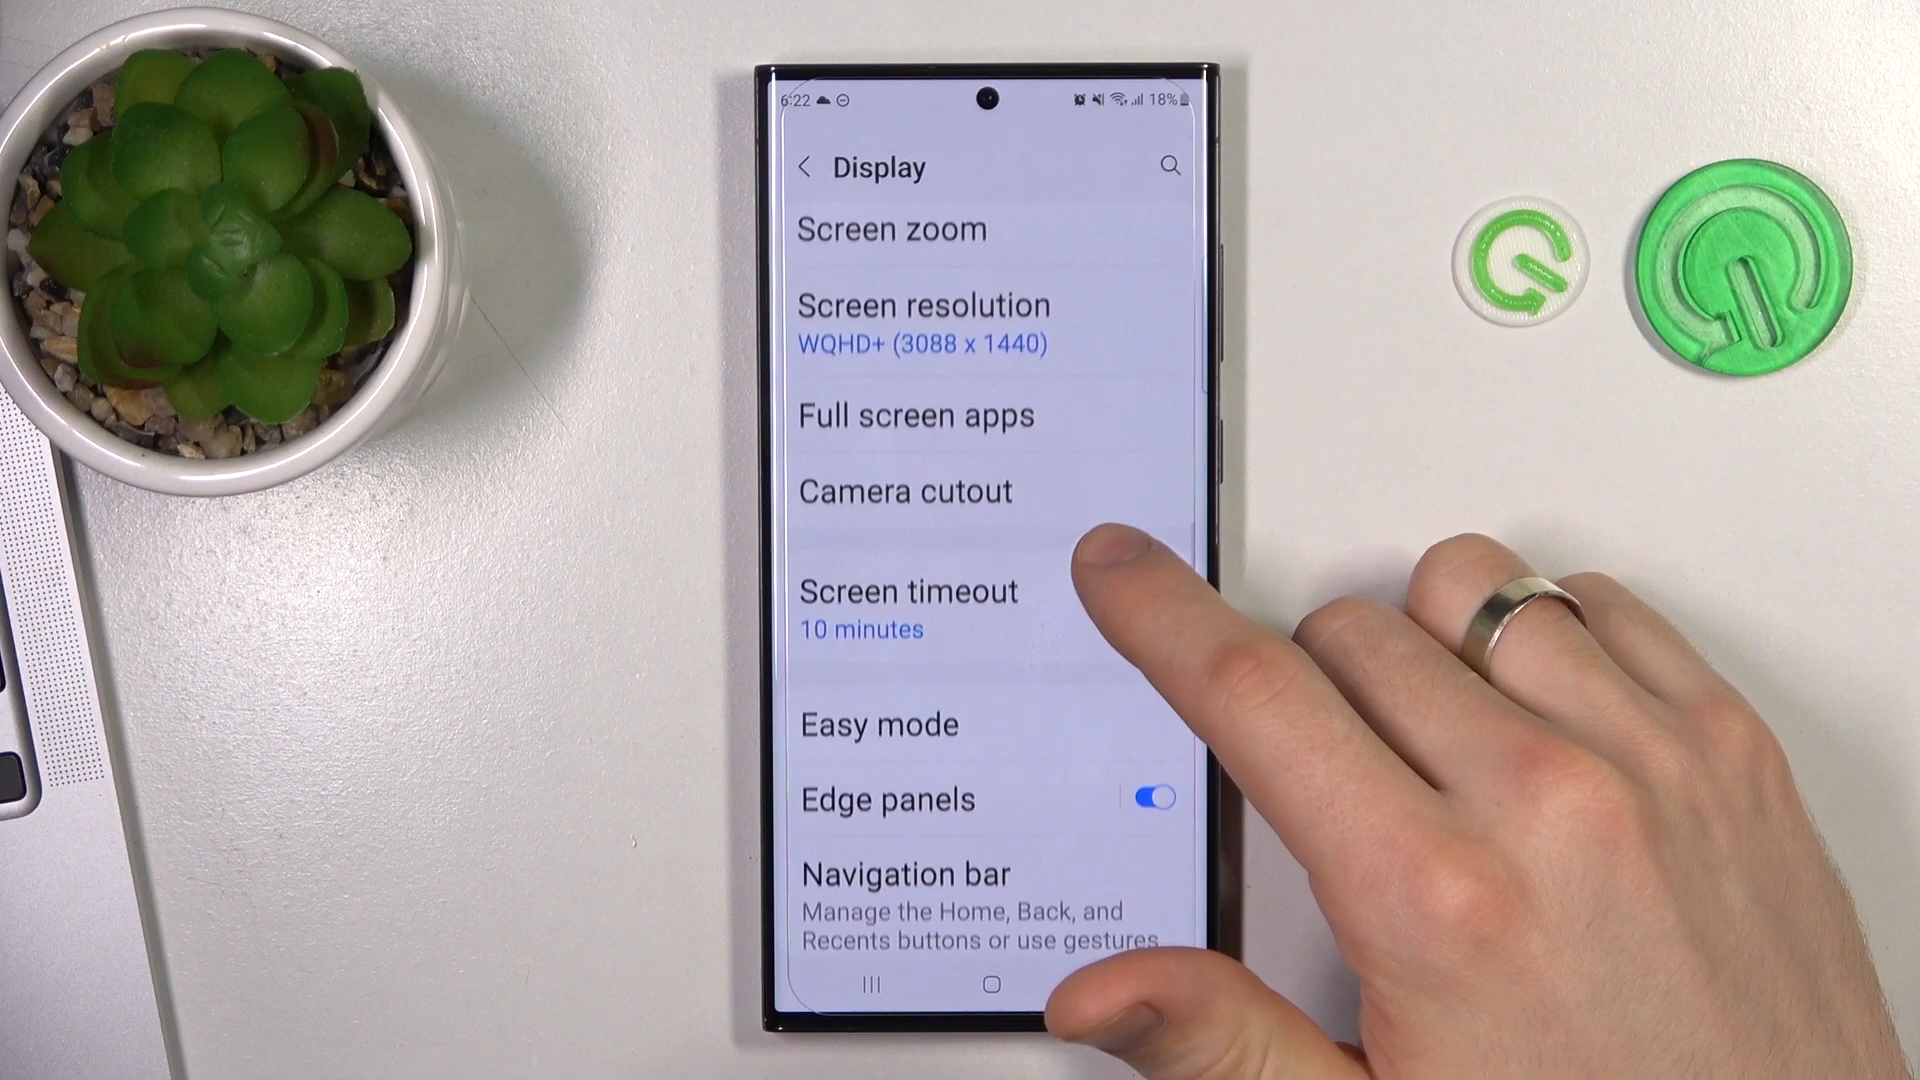 6:22
18%
Display
Screen zoom
Screen resolution
WQHD+ (3088 x 1440)
Full screen apps
Camera cutout
Screen timeout
10 minutes
Easy mode
Edge panels
Navigation bar
Manage the Home, Back, and
Recents buttons or use gestures